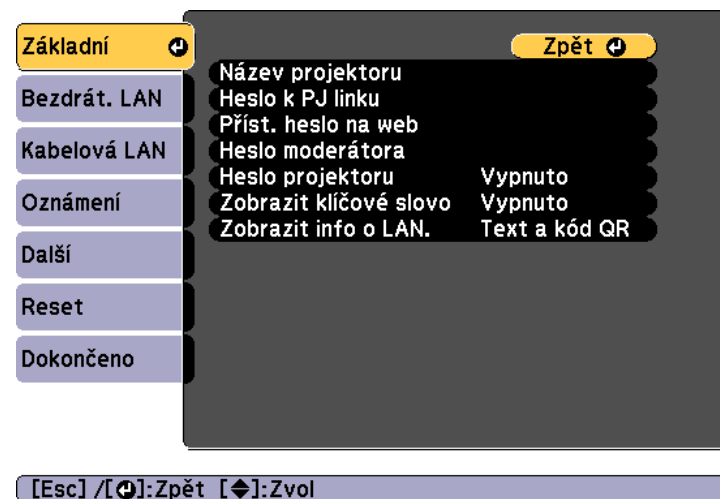 Základní
Bezdrát. LAN
Kabelová LAN
Oznámení
Další
Reset
Dokončeno
Zpět
Název projektoru
Heslo k PJ linku
Příst. heslo na web
Heslo moderátora
Heslo projektoru Vypnuto
Zobrazit klíčové slovo Vypnuto
Zobrazit info o LAN. Text a kód QR
[Esc] /[⏎]:Zpět [◆]:Zvol